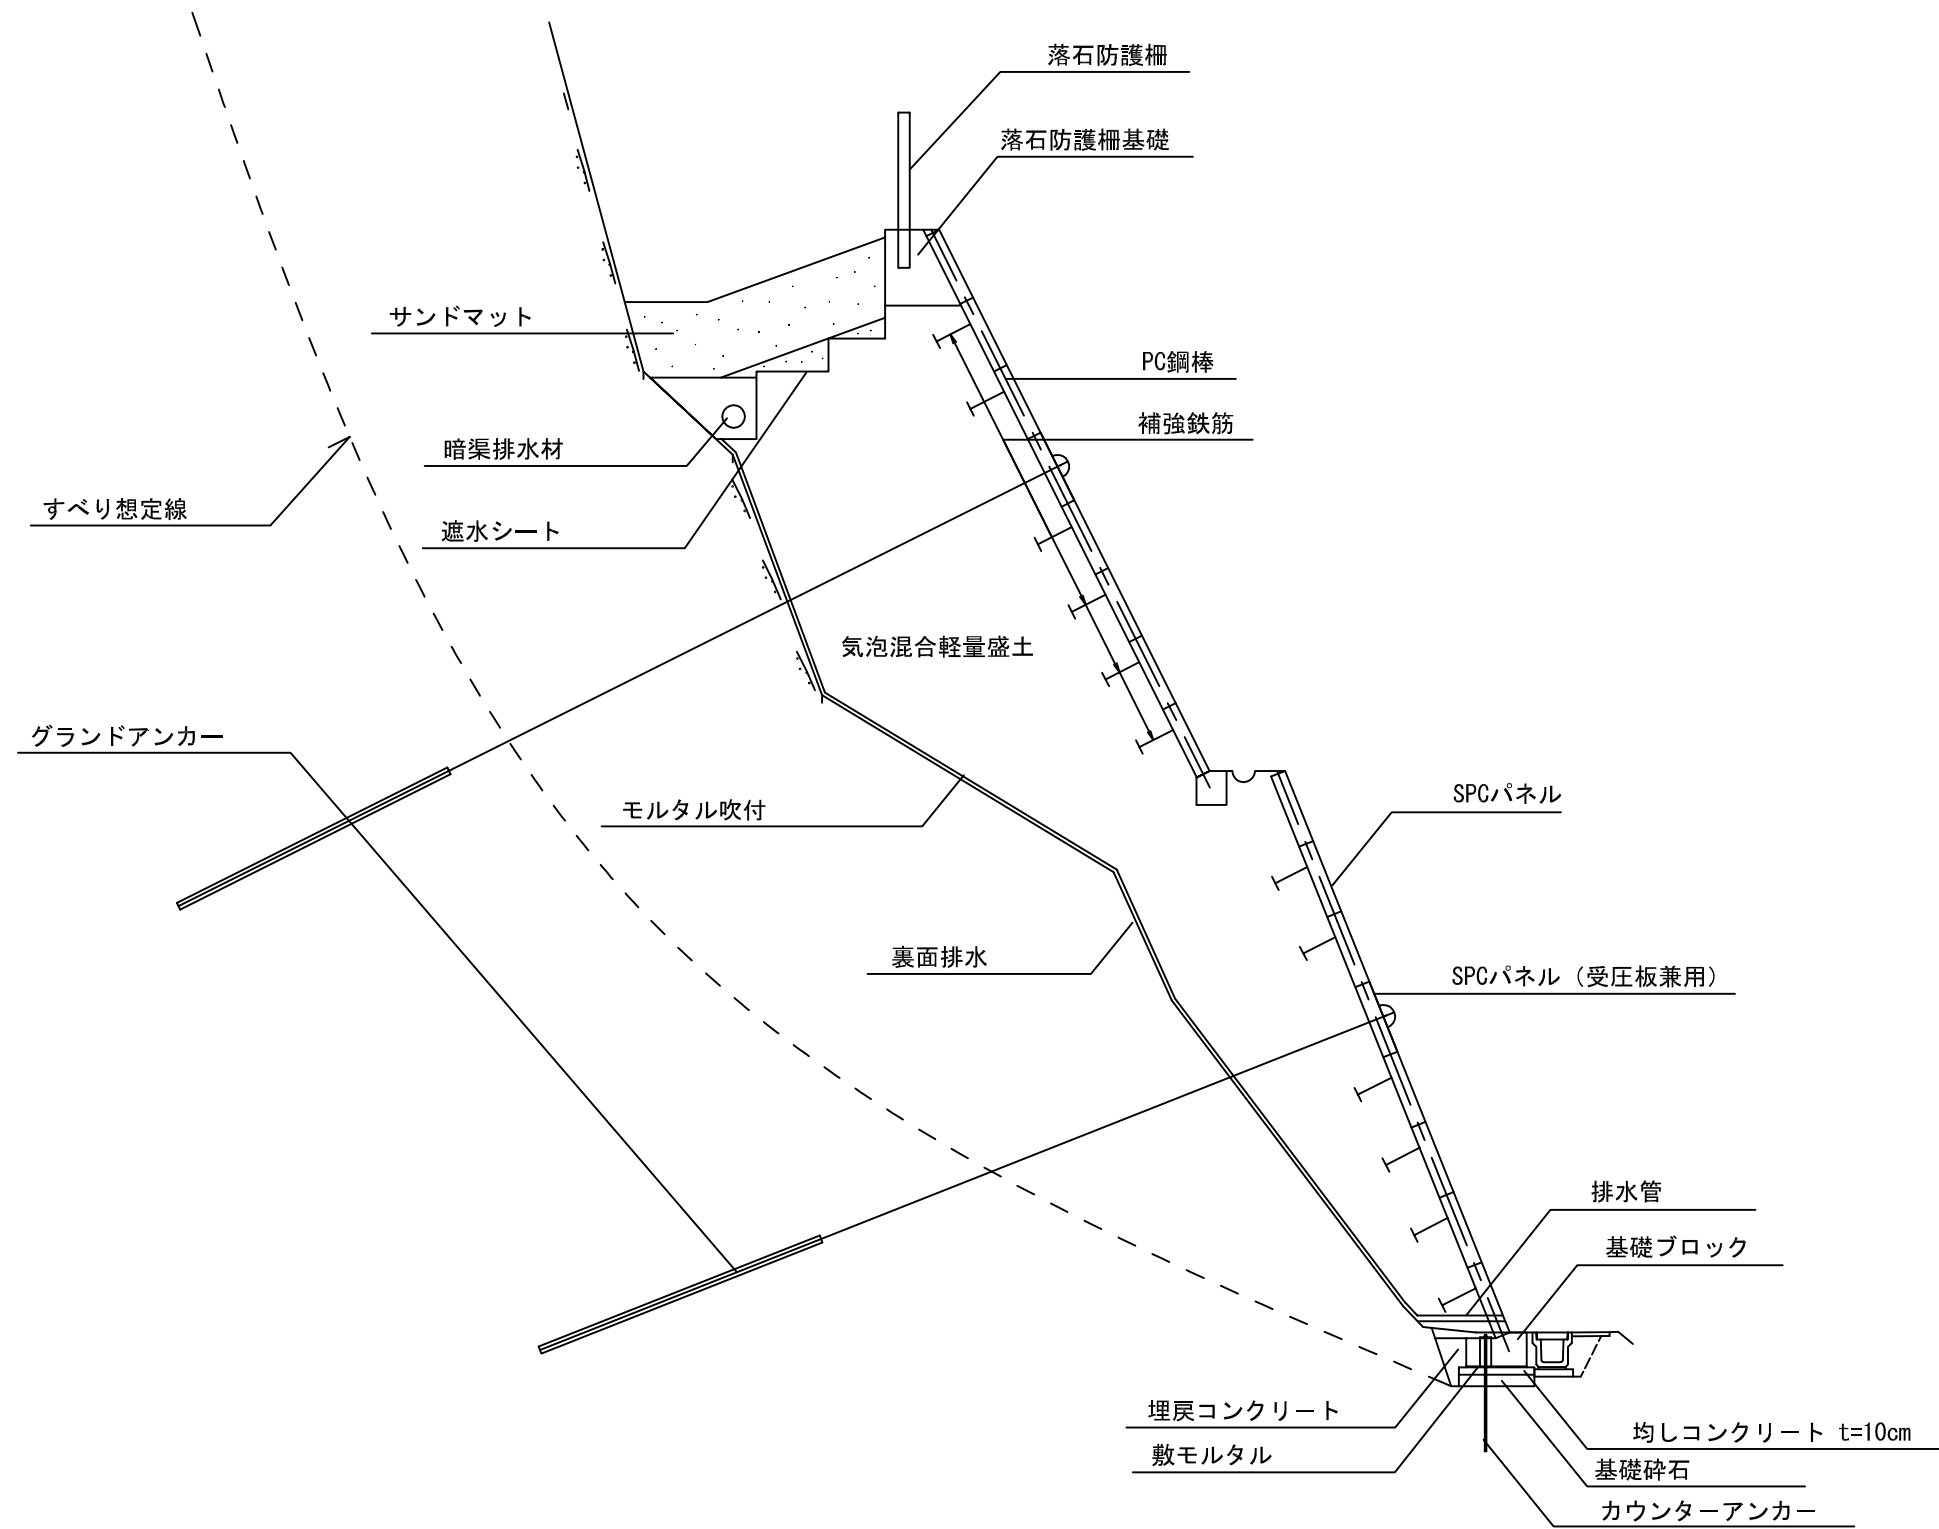 落石防護柵
落石防護柵基礎
サンドマット
PC鋼棒
補強鉄筋
暗渠排水材
すべり想定線
遮水シート
気泡混合軽量盛土
グランドアンカー
モルタル吹付
SPCパネル
裏面排水
SPCパネル（受圧板兼用）
排水管
基礎ブロック
埋戻コンクリート
均しコンクリート t=10cm
敷モルタル
基礎砕石
カウンターアンカー